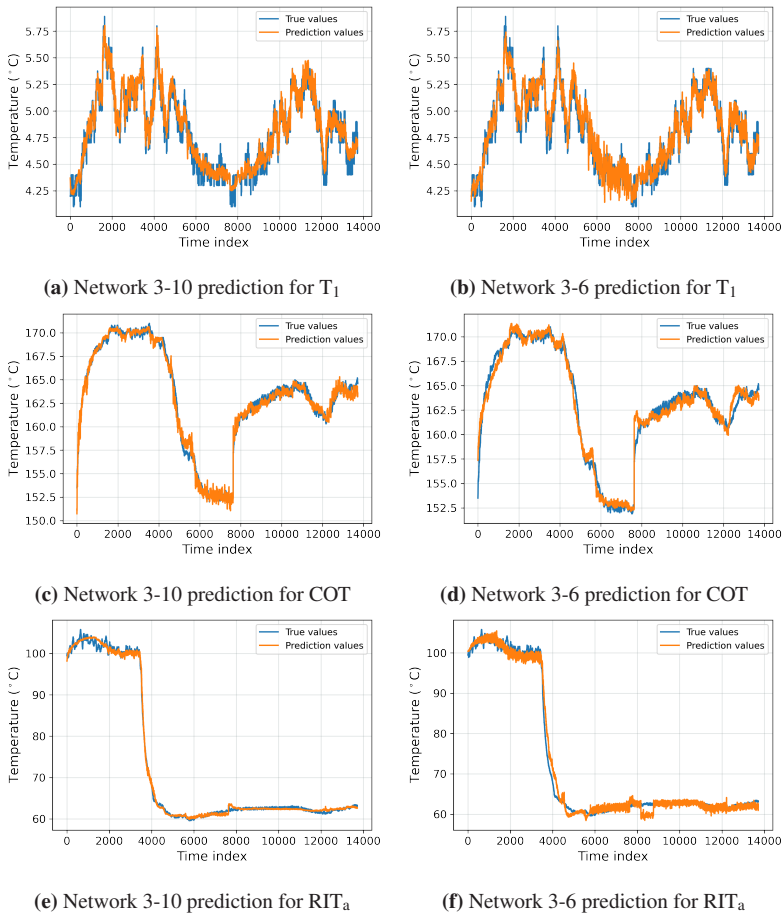 True values
Prediction values
5.75
5.50
5.25
5.00
4.75
4.50
4.25
Temperature (°C)
0 2000 4000 6000 8000 10000 12000 14000
Time index
(a) Network 3-10 prediction for T₁
True values
Prediction values
5.75
5.50
5.25
5.00
4.75
4.50
4.25
Temperature (°C)
0 2000 4000 6000 8000 10000 12000 14000
Time index
(b) Network 3-6 prediction for T₁
True values
Prediction values
170.0
167.5
165.0
162.5
160.0
157.5
155.0
152.5
150.0
Temperature (°C)
0 2000 4000 6000 8000 10000 12000 14000
Time index
(c) Network 3-10 prediction for COT
True values
Prediction values
170.0
167.5
165.0
162.5
160.0
157.5
155.0
152.5
Temperature (°C)
0 2000 4000 6000 8000 10000 12000 14000
Time index
(d) Network 3-6 prediction for COT
True values
Prediction values
100
90
80
70
60
Temperature (°C)
0 2000 4000 6000 8000 10000 12000 14000
Time index
(e) Network 3-10 prediction for RITₐ
True values
Prediction values
100
90
80
70
60
Temperature (°C)
0 2000 4000 6000 8000 10000 12000 14000
Time index
(f) Network 3-6 prediction for RITₐ